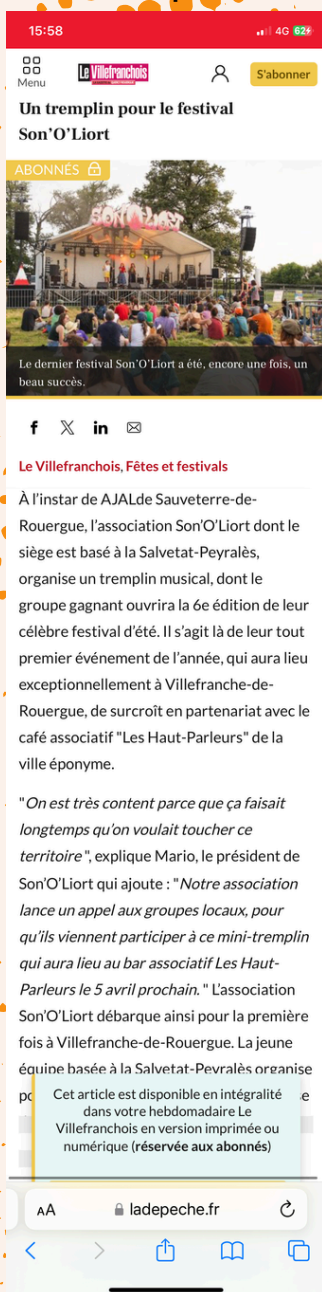 15:58
4G 62
Menu
Le Villefranchois
S'abonner
Un tremplin pour le festival
Son'O'Liort
ABONNÉS
SON'O'LIORT
Le dernier festival Son'O'Liort a été, encore une fois, un
beau succès.
f X in
Le Villefranchois, Fêtes et festivals
À l'instar de AJALde Sauveterre-de-
Rouergue, l'association Son'O'Liort dont le
siège est basé à la Salvetat-Peyralès,
organise un tremplin musical, dont le
groupe gagnant ouvrira la 6e édition de leur
célèbre festival d'été. Il s'agit là de leur tout
premier événement de l'année, qui aura lieu
exceptionnellement à Villefranche-de-
Rouergue, de surcroît en partenariat avec le
café associatif "Les Haut-Parleurs" de la
ville éponyme.
"On est très content parce que ça faisait
longtemps qu'on voulait toucher ce
territoire", explique Mario, le président de
Son'O'Liort qui ajoute : "Notre association
lance un appel aux groupes locaux, pour
qu'ils viennent participer à ce mini-tremplin
qui aura lieu au bar associatif Les Haut-
Parleurs le 5 avril prochain. " L'association
Son'O'Liort débarque ainsi pour la première
fois à Villefranche-de-Rouergue. La jeune
équipe basée à la Salvetat-Peyralès organise
Cet article est disponible en intégralité
dans votre hebdomadaire Le
Villefranchois en version imprimée ou
numérique (réservée aux abonnés)
AA ladepeche.fr